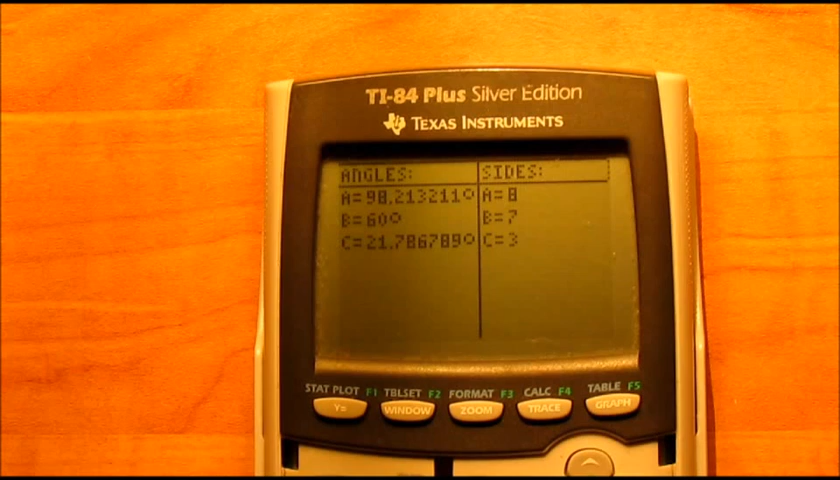 TI-84 Plus Silver Edition
TEXAS INSTRUMENTS
ANGLES: SIDES:
A=98.213211° A=8
B=60° B=7
C=21.786789° C=3
STAT PLOT F1 TBLSET F2 FORMAT F3 CALC F4 TABLE F5
Y= WINDOW ZOOM TRACE GRAPH